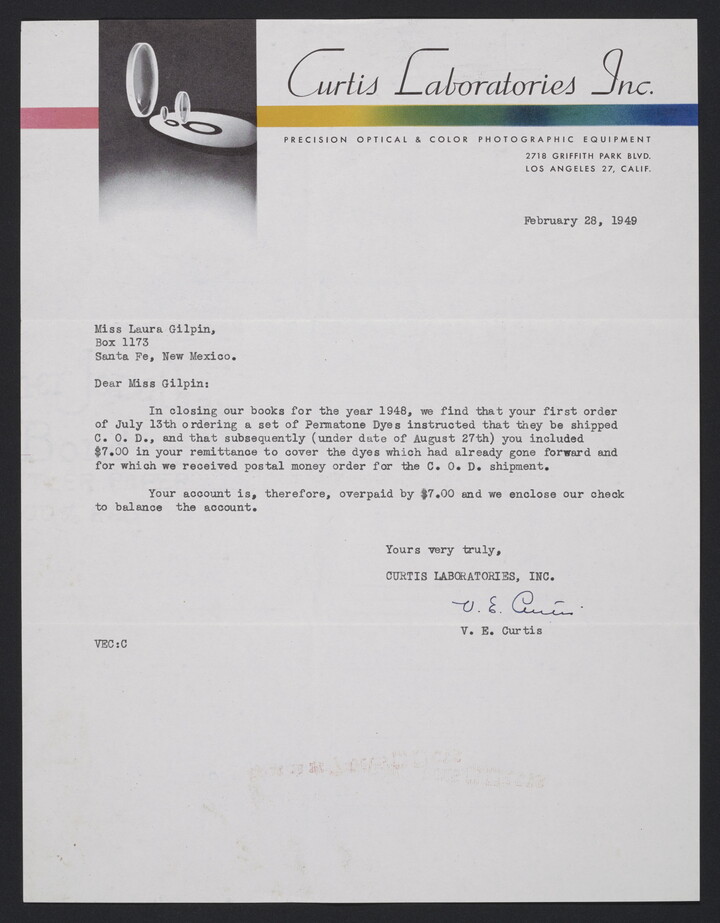 Curtis Laboratories Inc.
PRECISION OPTICAL & COLOR PHOTOGRAPHIC EQUIPMENT
2718 GRIFFITH PARK BLVD.
LOS ANGELES 27, CALIF.
February 28, 1949
Miss Laura Gilpin,
Box 1173
Santa Fe, New Mexico.
Dear Miss Gilpin:
In closing our books for the year 1948, we find that your first order
of July 13th ordering a set of Permatone Dyes instructed that they be shipped
C. O. D., and that subsequently (under date of August 27th) you included
$7.00 in your remittance to cover the dyes which had already gone forward and
for which we received postal money order for the C. O. D. shipment.
Your account is, therefore, overpaid by $7.00 and we enclose our check
to balance the account.
Yours very truly,
CURTIS LABORATORIES, INC.
V. E. Curtis
V. E. Curtis
VEC:C